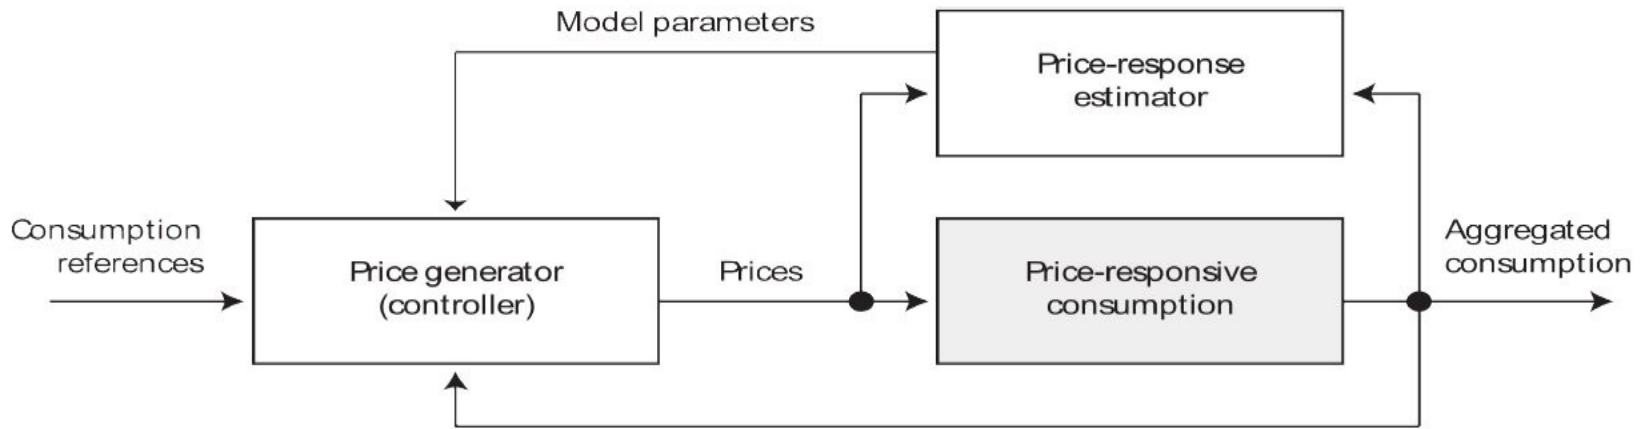 Model parameters
Price-response
estimator
Consumption
references
Price generator
(controller)
Prices
Price-responsive
consumption
Aggregated
consumption